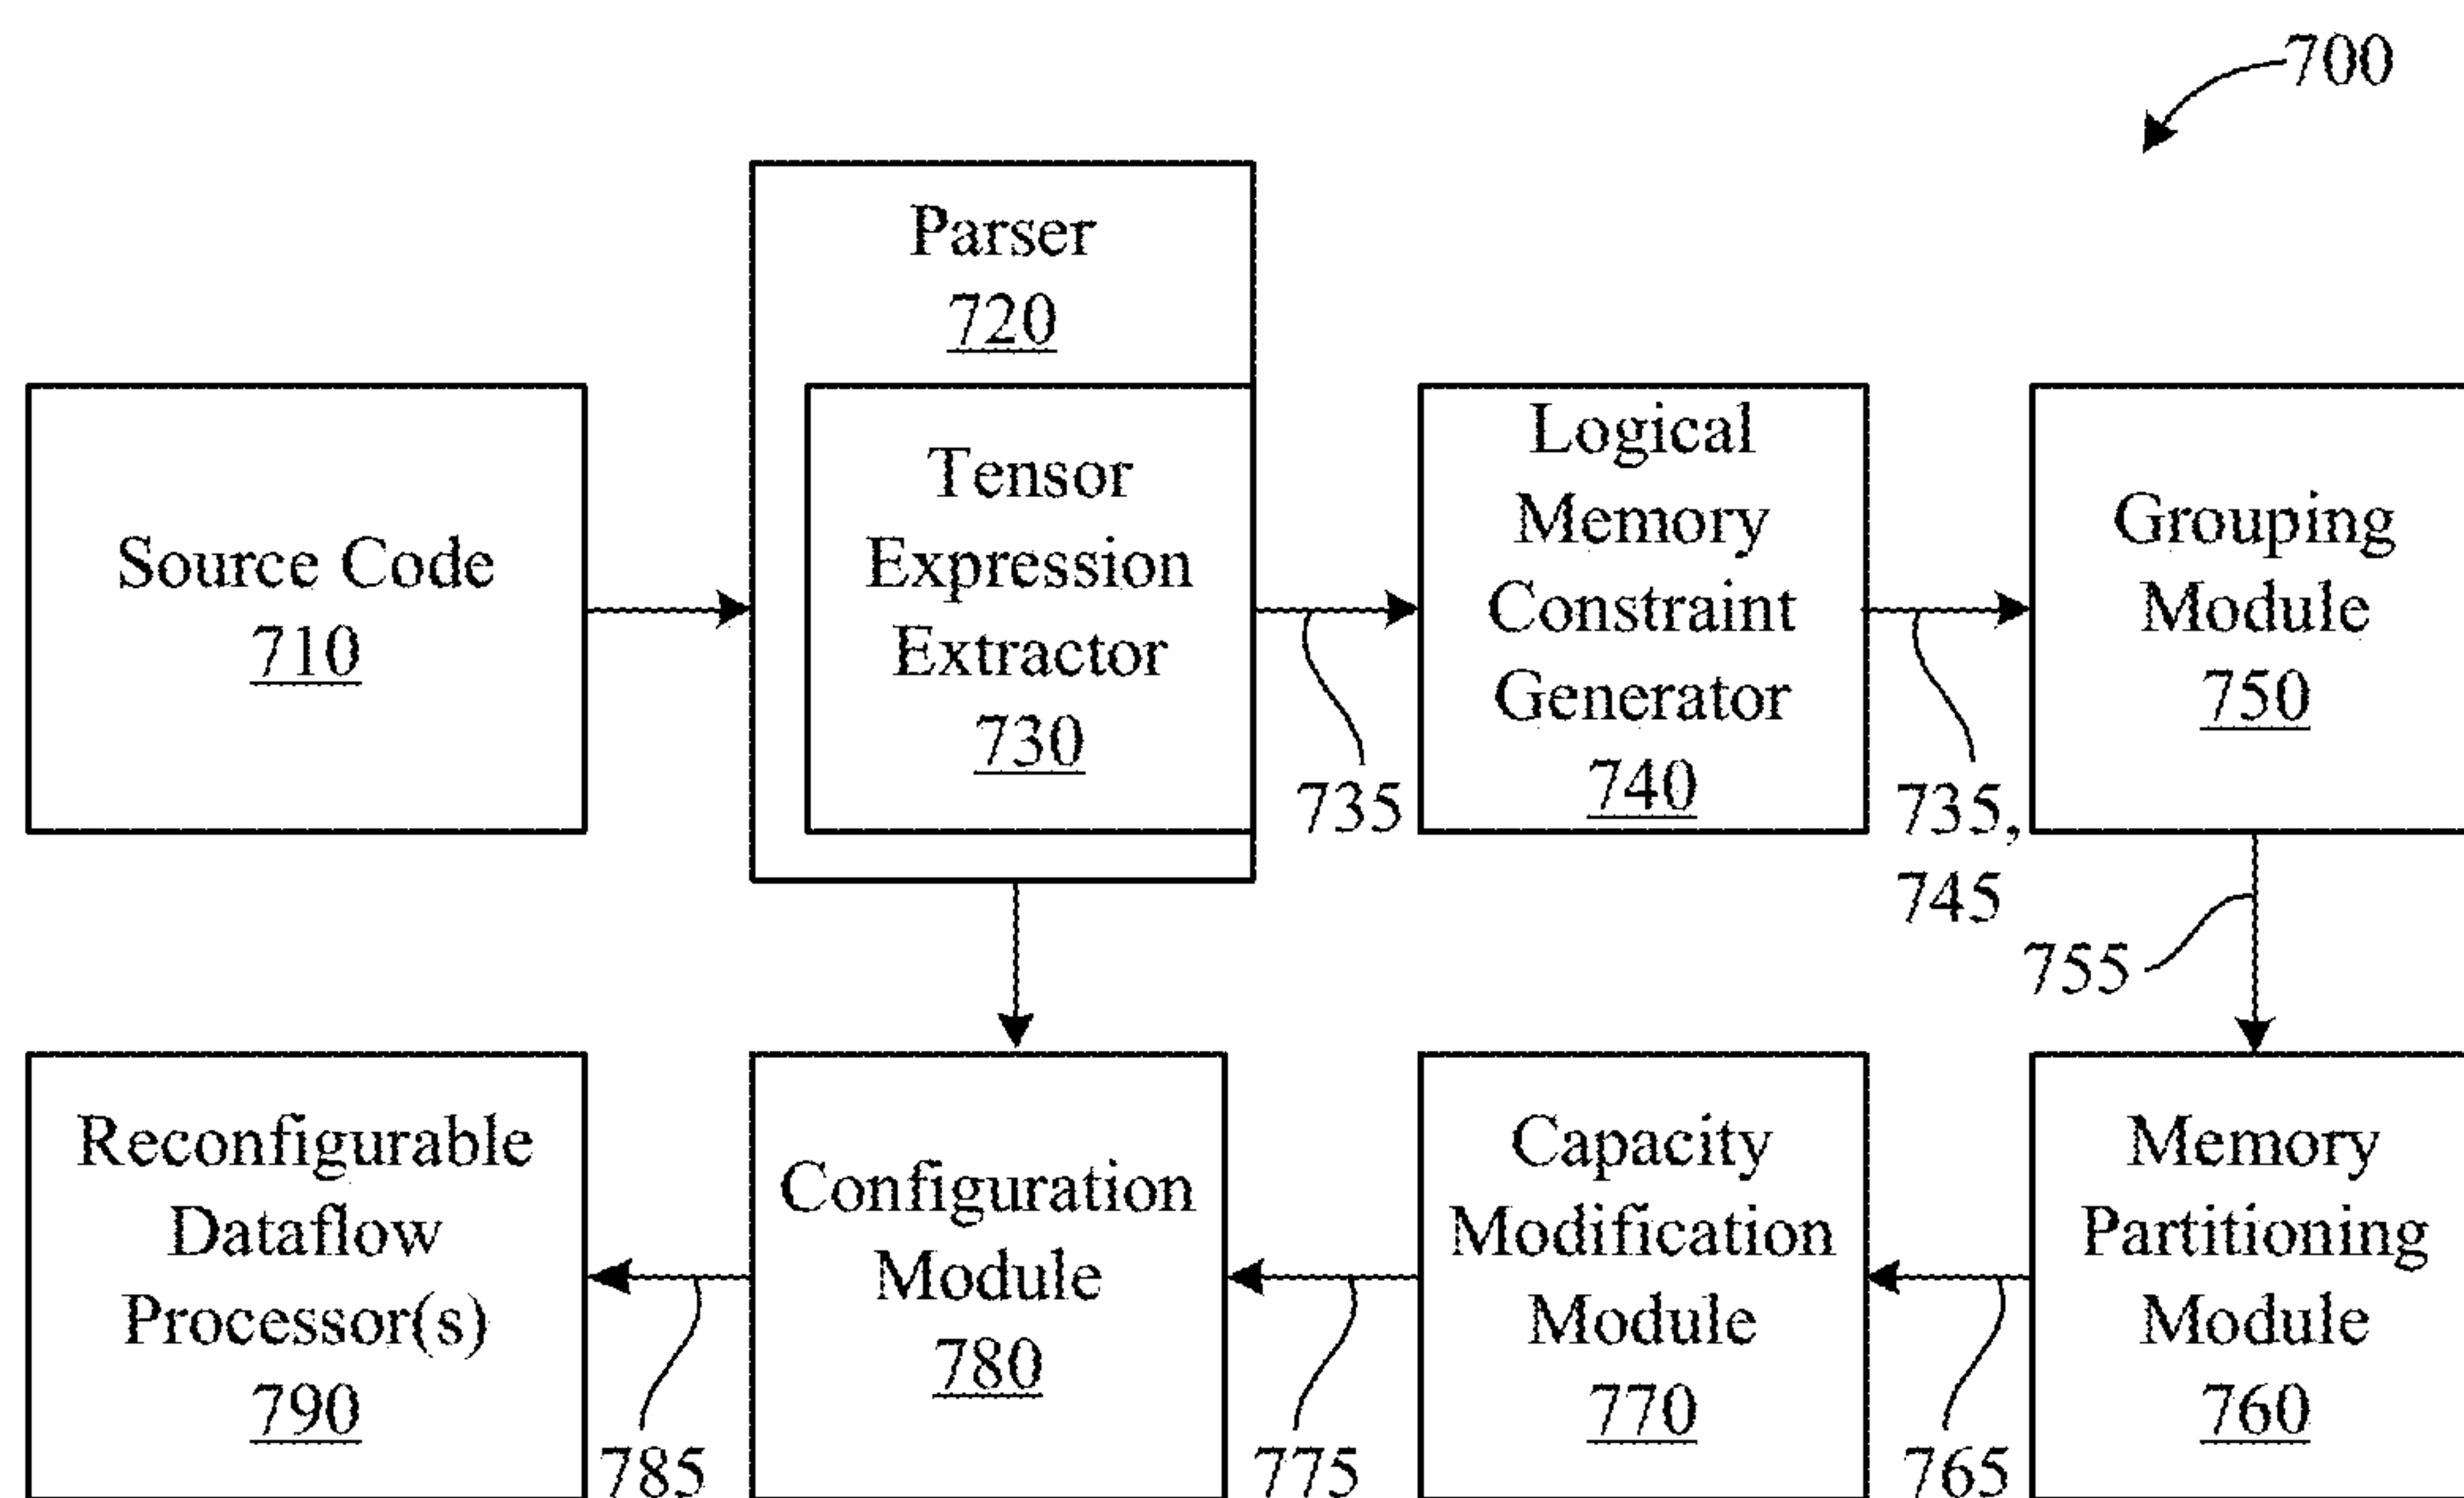 700
Parser
720
Source Code
710
Tensor
Expression
Extractor
730
735
Logical
Memory
Constraint
Generator
740
735,
745
Grouping
Module
750
755
Reconfigurable
Dataflow
Processor(s)
790
785
Configuration
Module
780
775
Capacity
Modification
Module
770
765
Memory
Partitioning
Module
760